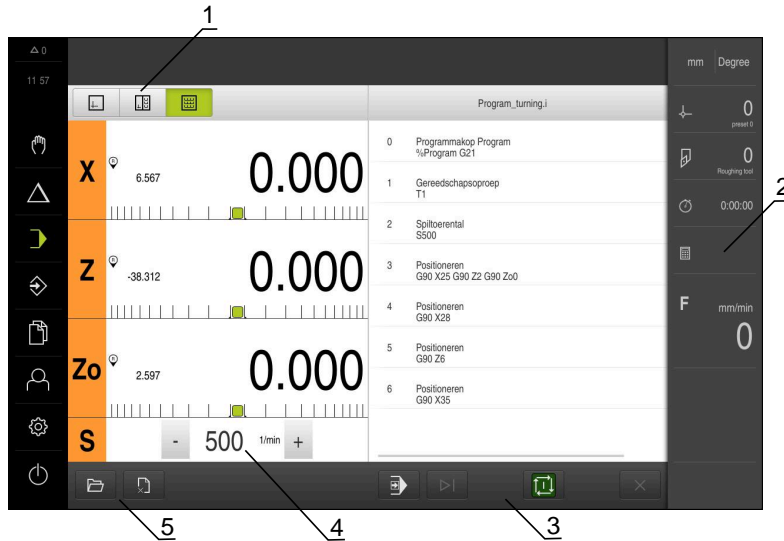 1
0
11 57
mm Degree
Program_turning.i
X
R
6.567
0.000
Z
R
-38.312
0.000
Zo
R
2.597
0.000
S
-
500
1/min
+
0 Programmakop Program
%Program G21
1 Gereedschapsoproep
T1
2 Spiltoerental
S500
3 Positioneren
G90 X25 G90 Z2 G90 Zo0
4 Positioneren
G90 X28
5 Positioneren
G90 Z6
6 Positioneren
G90 X35
0
preset 0
0
Roughing tool
0:00:00
2
F mm/min
0
5
4
3